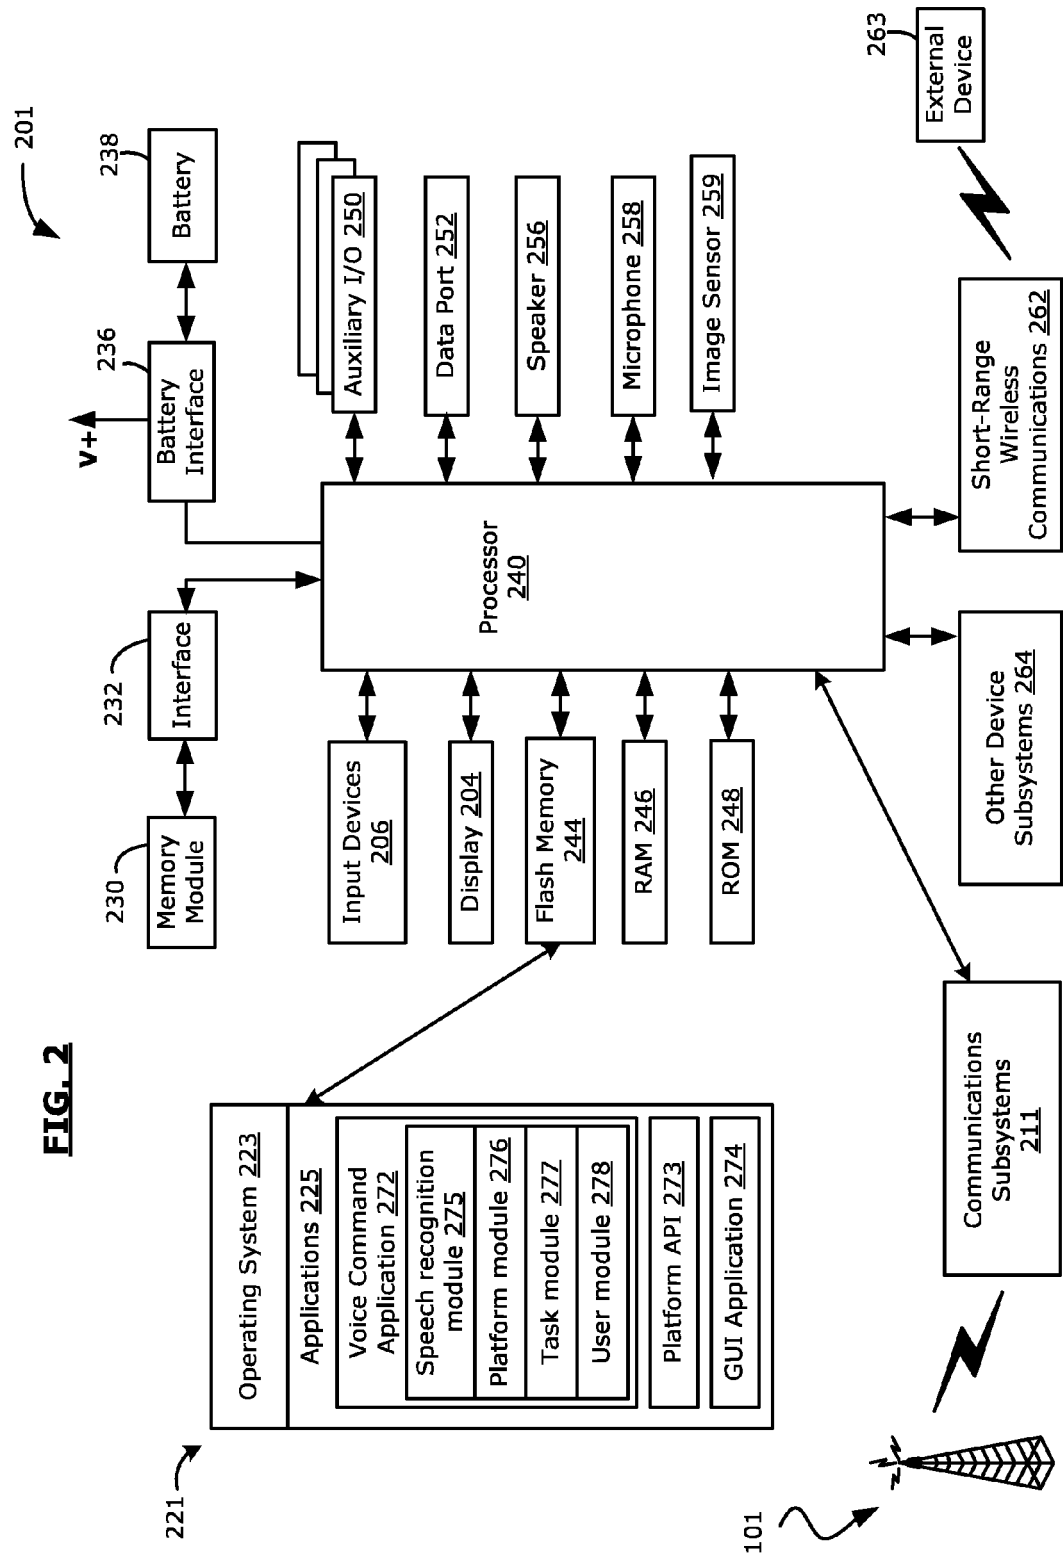 FIG. 2
201
230
Memory
Module
232
Interface
V+
236
Battery
Interface
238
Battery
221
Operating System 223
Applications 225
Voice Command
Application 272
Speech recognition
module 275
Platform module 276
Task module 277
User module 278
Platform API 273
GUI Application 274
Input Devices
206
Display 204
Flash Memory
244
RAM 246
ROM 248
Processor
240
Auxiliary I/O 250
Data Port 252
Speaker 256
Microphone 258
Image Sensor 259
101
Communications
Subsystems
211
Other Device
Subsystems 264
Short-Range
Wireless
Communications 262
263
External
Device